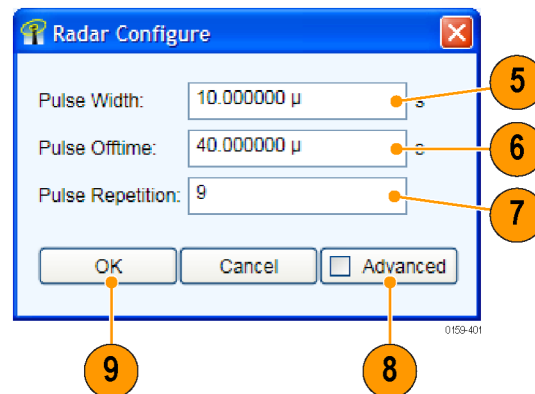 Radar Configure
Pulse Width: 10.000000 µ s
5
Pulse Offtime: 40.000000 µ s
6
Pulse Repetition: 9
7
OK Cancel Advanced
0159-401
9 8